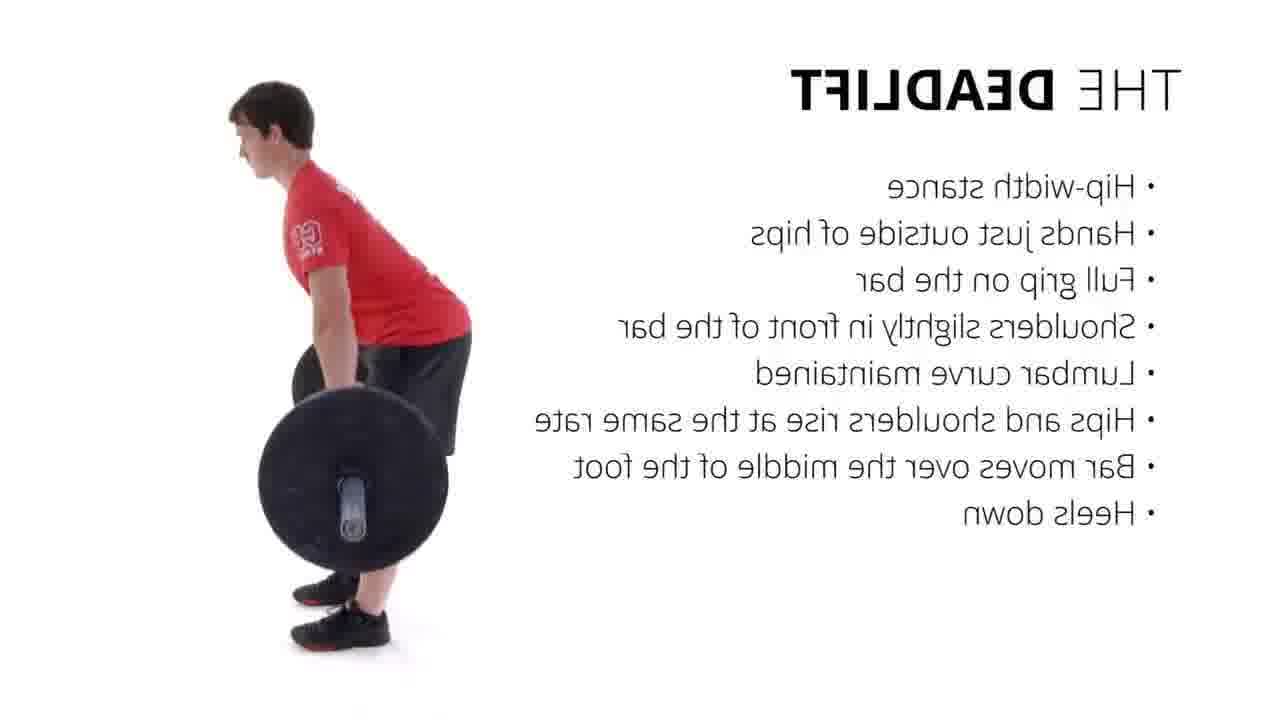 THE DEADLIFT
• Hip-width stance
• Hands just outside of hips
• Full grip on the bar
• Shoulders slightly in front of the bar
• Lumbar curve maintained
• Hips and shoulders rise at the same rate
• Bar moves over the middle of the foot
• Heels down